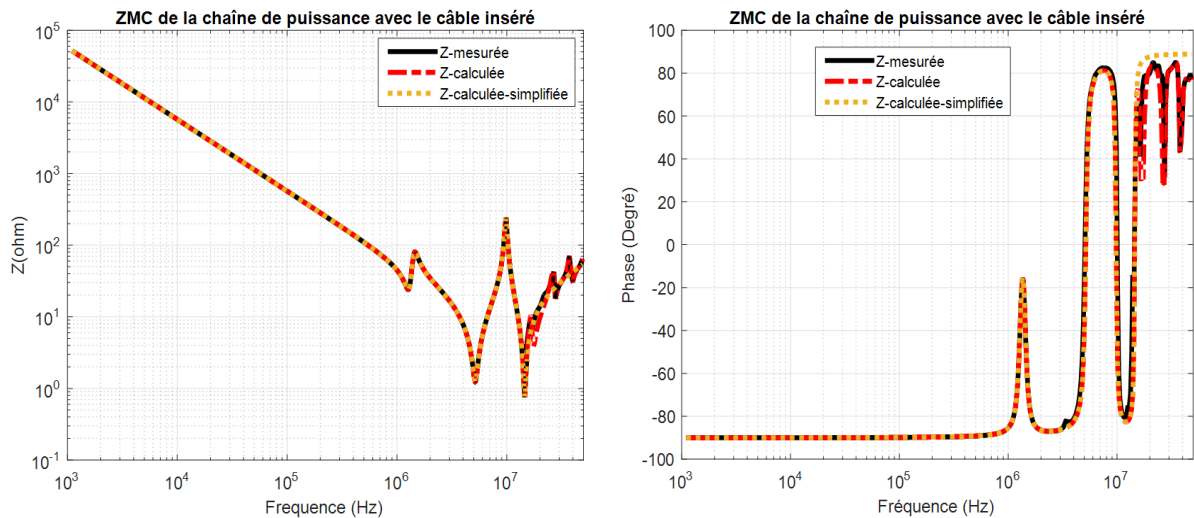 ZMC de la chaîne de puissance avec le câble inséré
Z(ohm)
10^5
10^4
10^3
10^2
10^1
10^0
10^-1
Z-mesurée
Z-calculée
Z-calculée-simplifiée
10^3 10^4 10^5 10^6 10^7
Frequence (Hz)
ZMC de la chaîne de puissance avec le câble inséré
Phase (Degré)
100
80
60
40
20
0
-20
-40
-60
-80
-100
Z-mesurée
Z-calculée
Z-calculée-simplifiée
10^3 10^4 10^5 10^6 10^7
Fréquence (Hz)